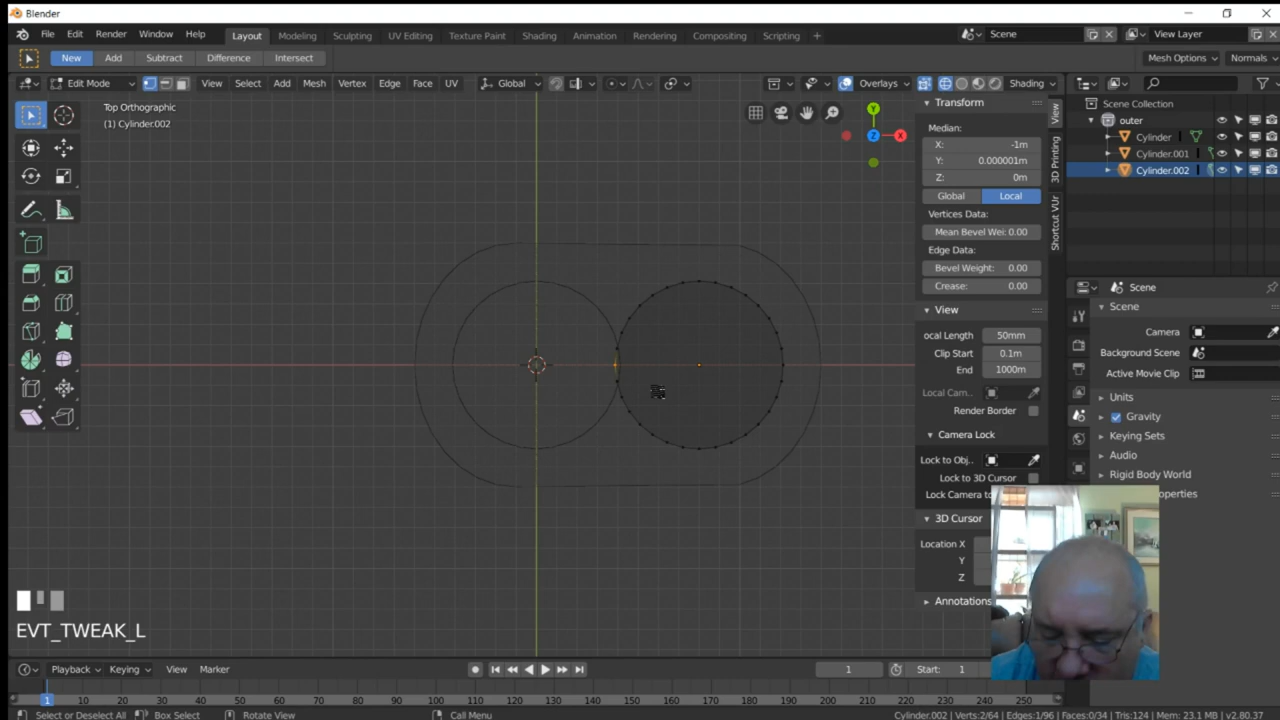 Blender
File Edit Render Window Help Layout Modeling Sculpting UV Editing Texture Paint Shading Animation Rendering Compositing Scripting + Scene View Layer
New Add Subtract Difference Intersect Mesh Options Normals
Edit Mode View Select Add Mesh Vertex Edge Face UV Global Overlays Shading
Top Orthographic
(1) Cylinder.002
Y
Z X
Transform
Median:
X: -1m
Y: 0.000001m
Z: 0m
Global Local
Vertices Data:
Mean Bevel Wei: 0.00
Edge Data:
Bevel Weight: 0.00
Crease: 0.00
View
ocal Length 50mm
Clip Start 0.1m
End 1000m
Local Cam..
Render Border
Camera Lock
Lock to Obj..
Lock to 3D Cursor
Lock Camera to
3D Cursor
Location X
Y
Z
Annotations
View
3D Printing
Shortcut VUr
Scene Collection
outer
Cylinder
Cylinder.001
Cylinder.002
Scene
Scene
Camera
Background Scene
Active Movie Clip
Units
Gravity
Keying Sets
Audio
Rigid Body World
operties
EVT_TWEAK_L
Playback Keying View Marker 1 Start: 1
1 10 20 30 40 50 60 70 80 90 100 110 120 130 140 150 160 170 180 190 200 210 220 230 240 250
Select or Deselect All Box Select Rotate View Call Menu Cylinder.002 | Verts:2/64 | Edges:1/96 | Faces:0/34 | Tris:124 | Mem: 23.1 MB | v2.80.37